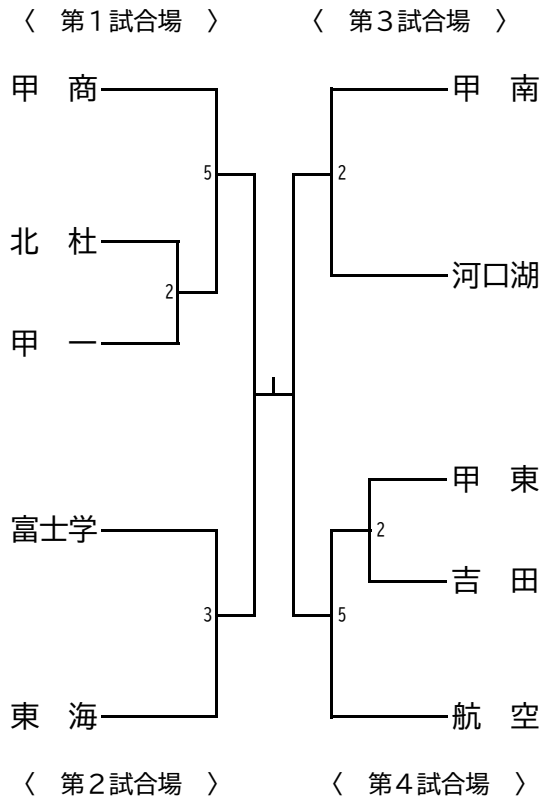 〈　第１試合場　〉
甲　商
5
北　杜
2
甲　一
富士学
3
東　海
〈　第２試合場　〉
〈　第３試合場　〉
甲　南
2
河口湖
甲　東
2
吉　田
5
航　空
〈　第４試合場　〉